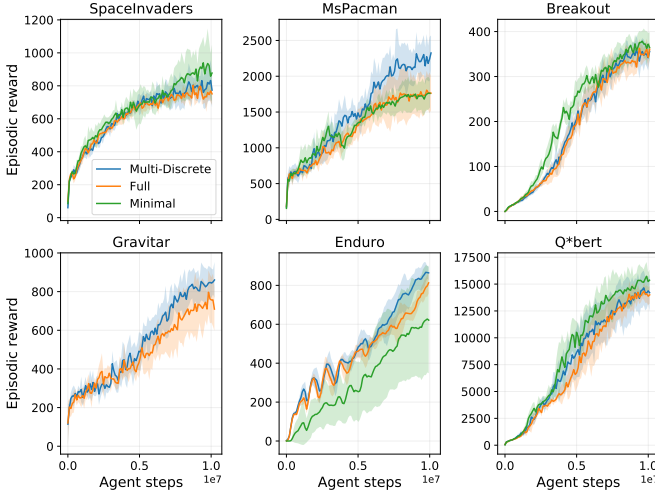 SpaceInvaders
MsPacman
Breakout
Episodic reward
1200
1000
800
600
400
200
0
Multi-Discrete
Full
Minimal
2500
2000
1500
1000
500
0
400
300
200
100
0
Gravitar
Enduro
Q*bert
Episodic reward
1000
800
600
400
200
0
800
600
400
200
0
17500
15000
12500
10000
7500
5000
2500
0
0.0 0.5 1.0
1e7
Agent steps
0.0 0.5 1.0
1e7
Agent steps
0.0 0.5 1.0
1e7
Agent steps